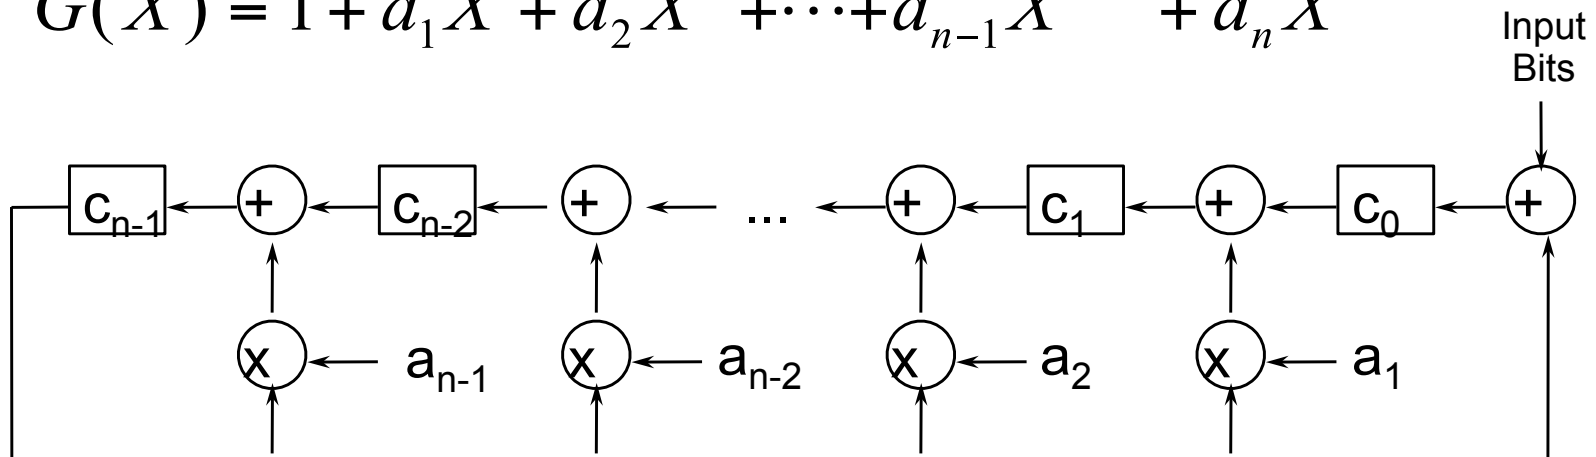 G(X) = 1 + a₁X + a₂X +⋯+ aₙ₋₁X + aₙX
Input
Bits
cₙ₋₁ + cₙ₋₂ + ... + c₁ + c₀ +
x aₙ₋₁ x aₙ₋₂ x a₂ x a₁